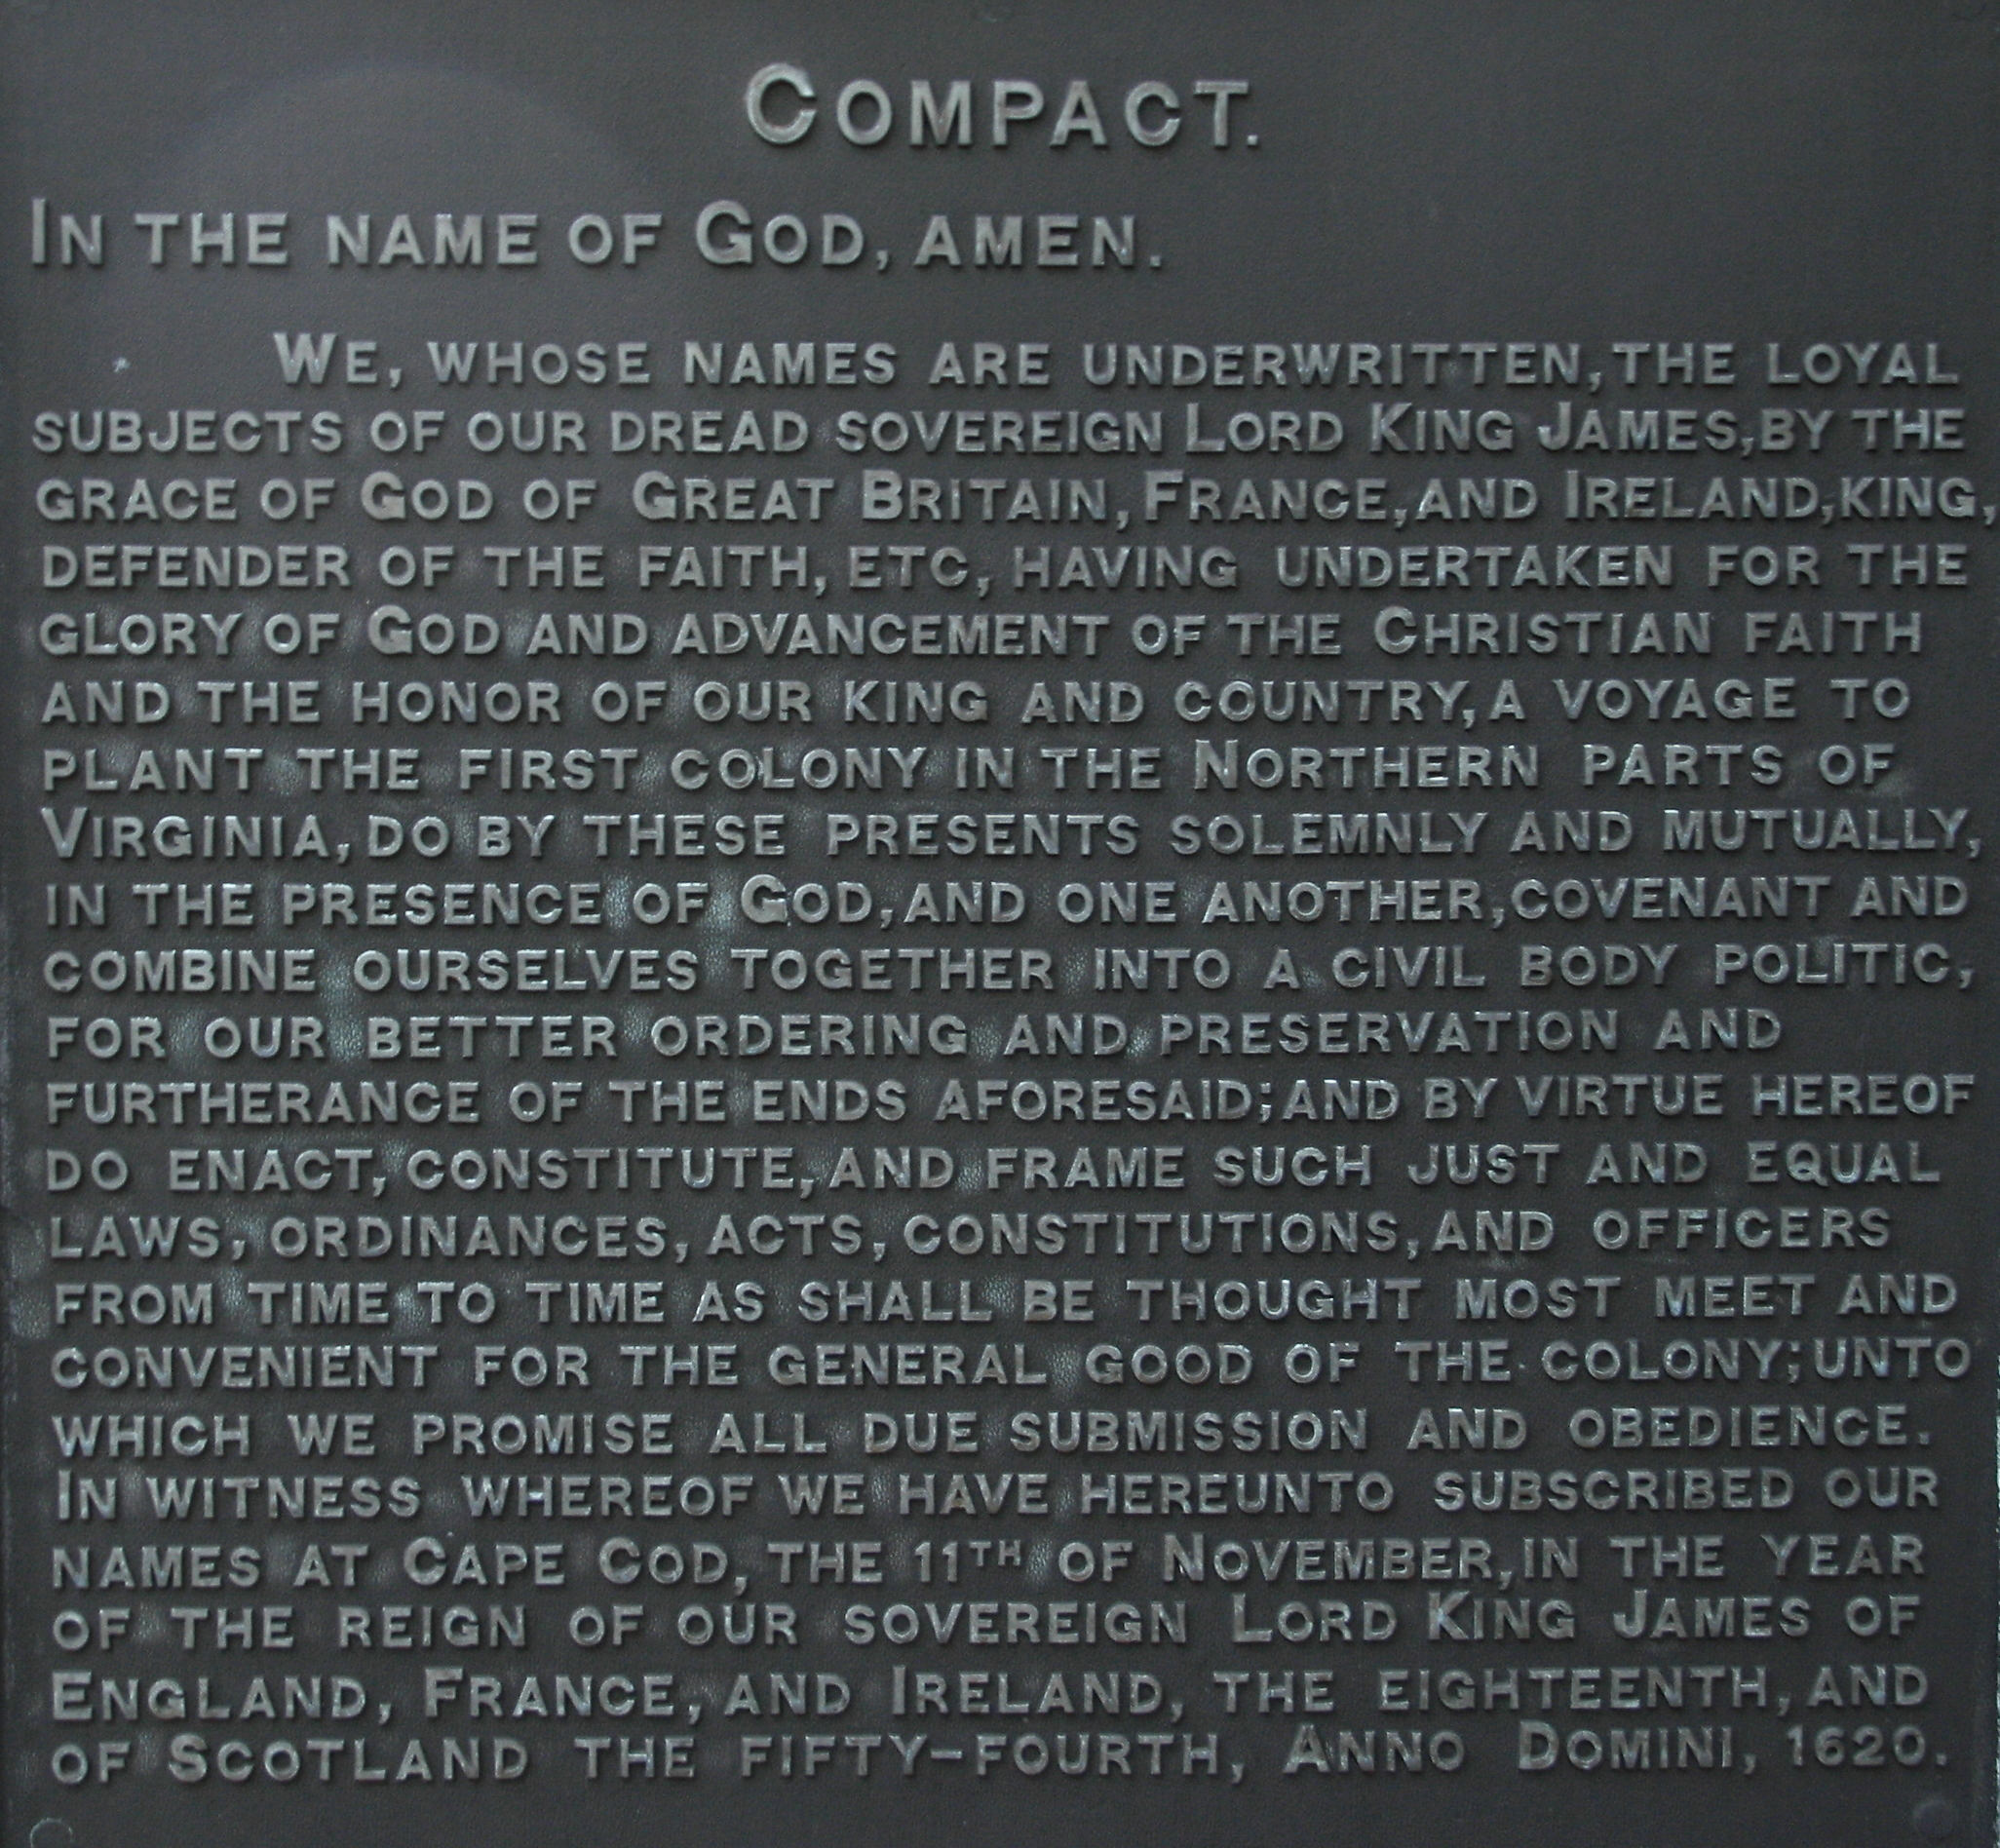 COMPACT.
IN THE NAME OF GOD, AMEN.
WE, WHOSE NAMES ARE UNDERWRITTEN, THE LOYAL
SUBJECTS OF OUR DREAD SOVEREIGN LORD KING JAMES, BY THE
GRACE OF GOD OF GREAT BRITAIN, FRANCE, AND IRELAND, KING,
DEFENDER OF THE FAITH, ETC, HAVING UNDERTAKEN FOR THE
GLORY OF GOD AND ADVANCEMENT OF THE CHRISTIAN FAITH
AND THE HONOR OF OUR KING AND COUNTRY, A VOYAGE TO
PLANT THE FIRST COLONY IN THE NORTHERN PARTS OF
VIRGINIA, DO BY THESE PRESENTS SOLEMNLY AND MUTUALLY,
IN THE PRESENCE OF GOD, AND ONE ANOTHER, COVENANT AND
COMBINE OURSELVES TOGETHER INTO A CIVIL BODY POLITIC,
FOR OUR BETTER ORDERING AND PRESERVATION AND
FURTHERANCE OF THE ENDS AFORESAID; AND BY VIRTUE HEREOF
DO ENACT, CONSTITUTE, AND FRAME SUCH JUST AND EQUAL
LAWS, ORDINANCES, ACTS, CONSTITUTIONS, AND OFFICERS
FROM TIME TO TIME AS SHALL BE THOUGHT MOST MEET AND
CONVENIENT FOR THE GENERAL GOOD OF THE COLONY; UNTO
WHICH WE PROMISE ALL DUE SUBMISSION AND OBEDIENCE.
IN WITNESS WHEREOF WE HAVE HEREUNTO SUBSCRIBED OUR
NAMES AT CAPE COD, THE 11TH OF NOVEMBER, IN THE YEAR
OF THE REIGN OF OUR SOVEREIGN LORD KING JAMES OF
ENGLAND, FRANCE, AND IRELAND, THE EIGHTEENTH, AND
OF SCOTLAND THE FIFTY-FOURTH, ANNO DOMINI, 1620.